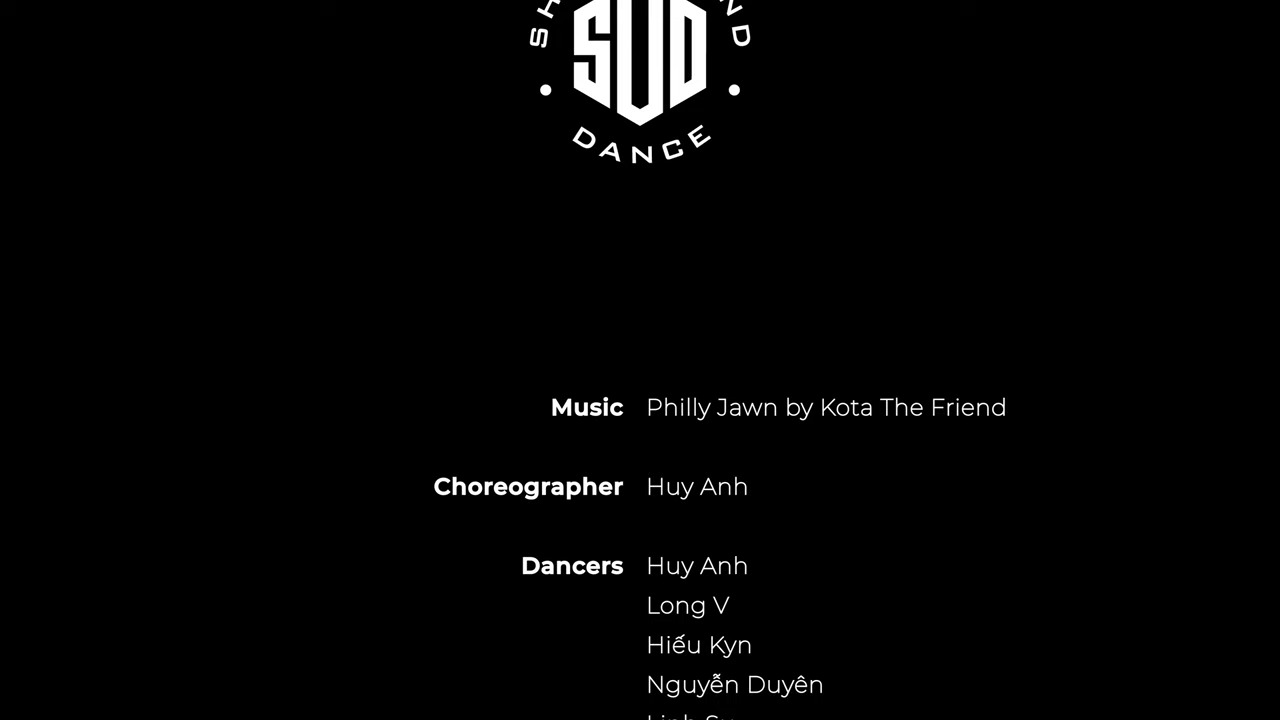 SUD
DANCE
Music Philly Jawn by Kota The Friend
Choreographer Huy Anh
Dancers Huy Anh
Long V
Hiếu Kyn
Nguyễn Duyên